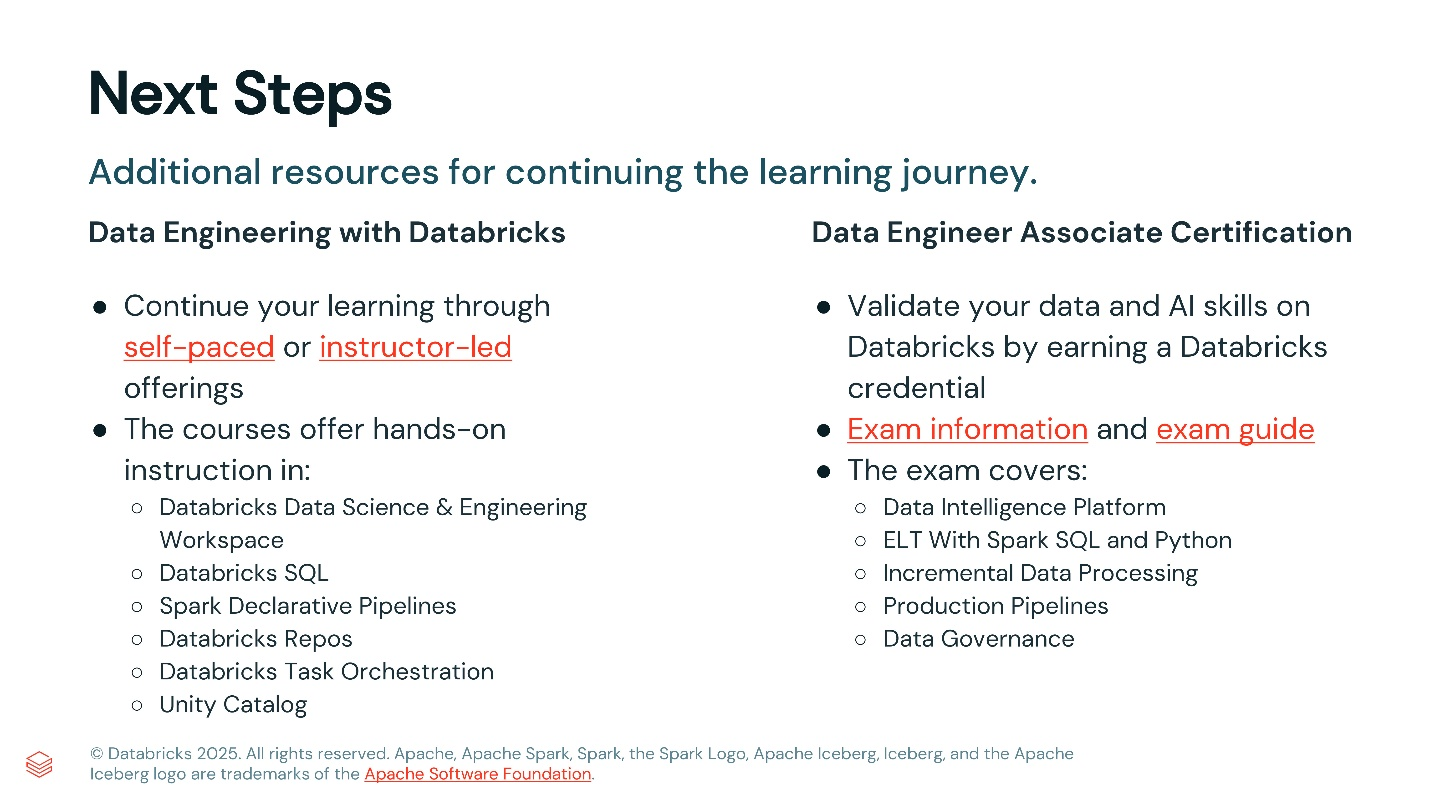 Next Steps
Additional resources for continuing the learning journey.
Data Engineering with Databricks
● Continue your learning through
self-paced or instructor-led
offerings
● The courses offer hands-on
instruction in:
○ Databricks Data Science & Engineering
Workspace
○ Databricks SQL
○ Spark Declarative Pipelines
○ Databricks Repos
○ Databricks Task Orchestration
○ Unity Catalog
Data Engineer Associate Certification
● Validate your data and AI skills on
Databricks by earning a Databricks
credential
● Exam information and exam guide
● The exam covers:
○ Data Intelligence Platform
○ ELT With Spark SQL and Python
○ Incremental Data Processing
○ Production Pipelines
○ Data Governance
© Databricks 2025. All rights reserved. Apache, Apache Spark, Spark, the Spark Logo, Apache Iceberg, Iceberg, and the Apache
Iceberg logo are trademarks of the Apache Software Foundation.